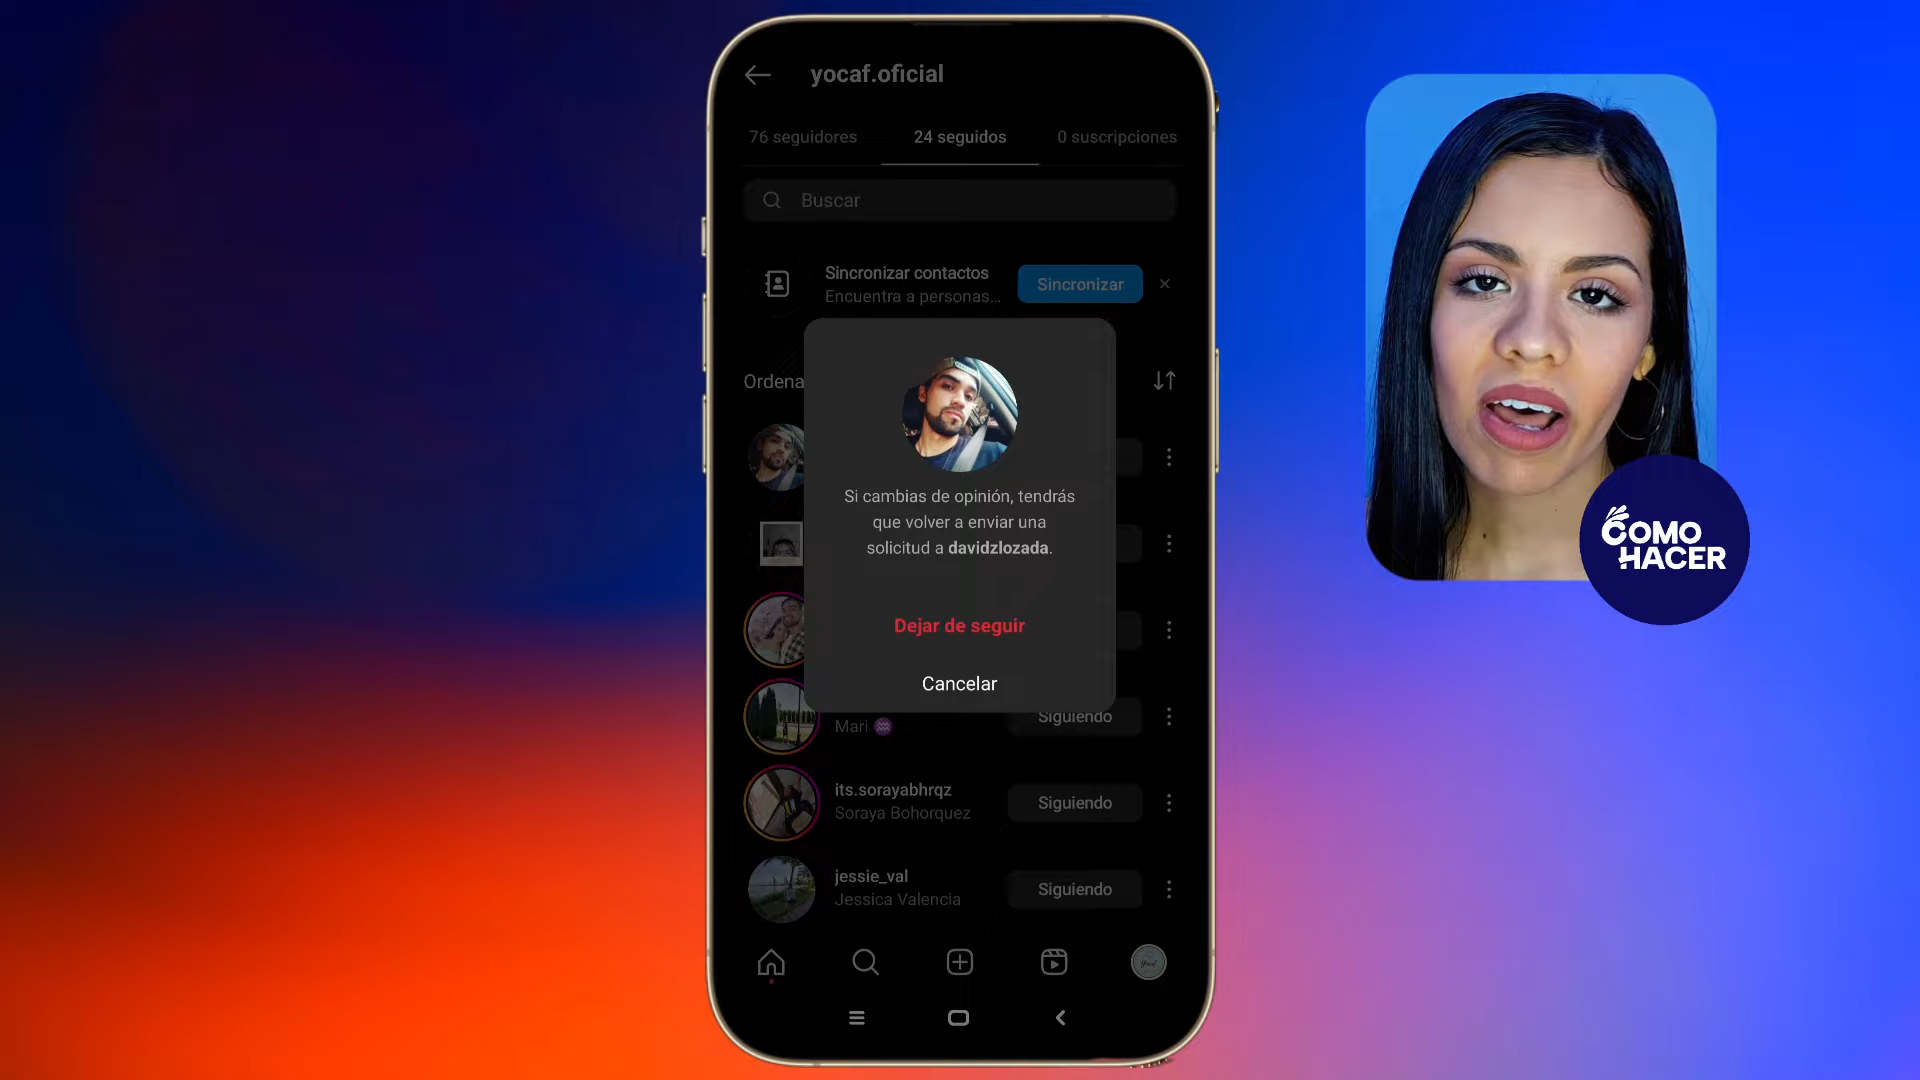 yocaf.oficial
76 seguidores
24 seguidos
0 suscripciones
Buscar
Sincronizar contactos
Encuentra a personas...
Sincronizar
Ordena
Si cambias de opinión, tendrás
que volver a enviar una
solicitud a davidzlozada.
Dejar de seguir
Cancelar
Siguiendo
Mari ♒
its.sorayabhrqz
Soraya Bohorquez
Siguiendo
jessie_val
Jessica Valencia
Siguiendo
COMO
HACER